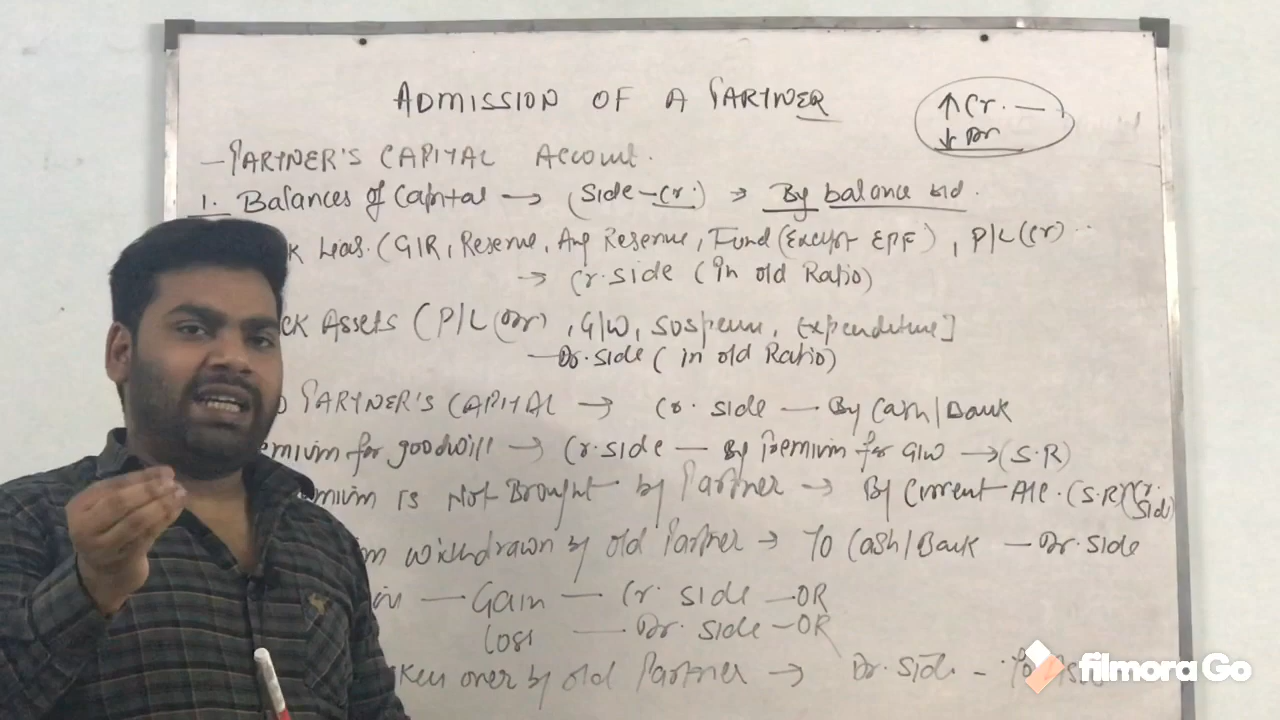 ADMISSION OF A PARTNER
↑ Cr. —
↓ Dr
— PARTNER'S CAPITAL Account.
1. Balances of Capital → (Side - Cr.) → By balance b/d.
(G/R, Reserve, Any Reserve, Fund (Except EPF), P/L (Cr)
→ Cr. side (In old Ratio)
Assets (P/L (Dr), G/W, Suspense, Expenditure]
— Dr. side (in old Ratio)
PARTNER'S CAPITAL → Cr. side — By Cash/Bank
for goodwill → Cr. side — By Premium for G/W → (S.R)
is Not Brought by Partner → By Current A/c. (S.R) (Cr. Side)
withdrawn by old Partner → To Cash/Bank — Dr. side
— Gain — Cr. side — OR
Loss — Dr. side — OR
over by old Partner → Dr. side - To
filmora Go